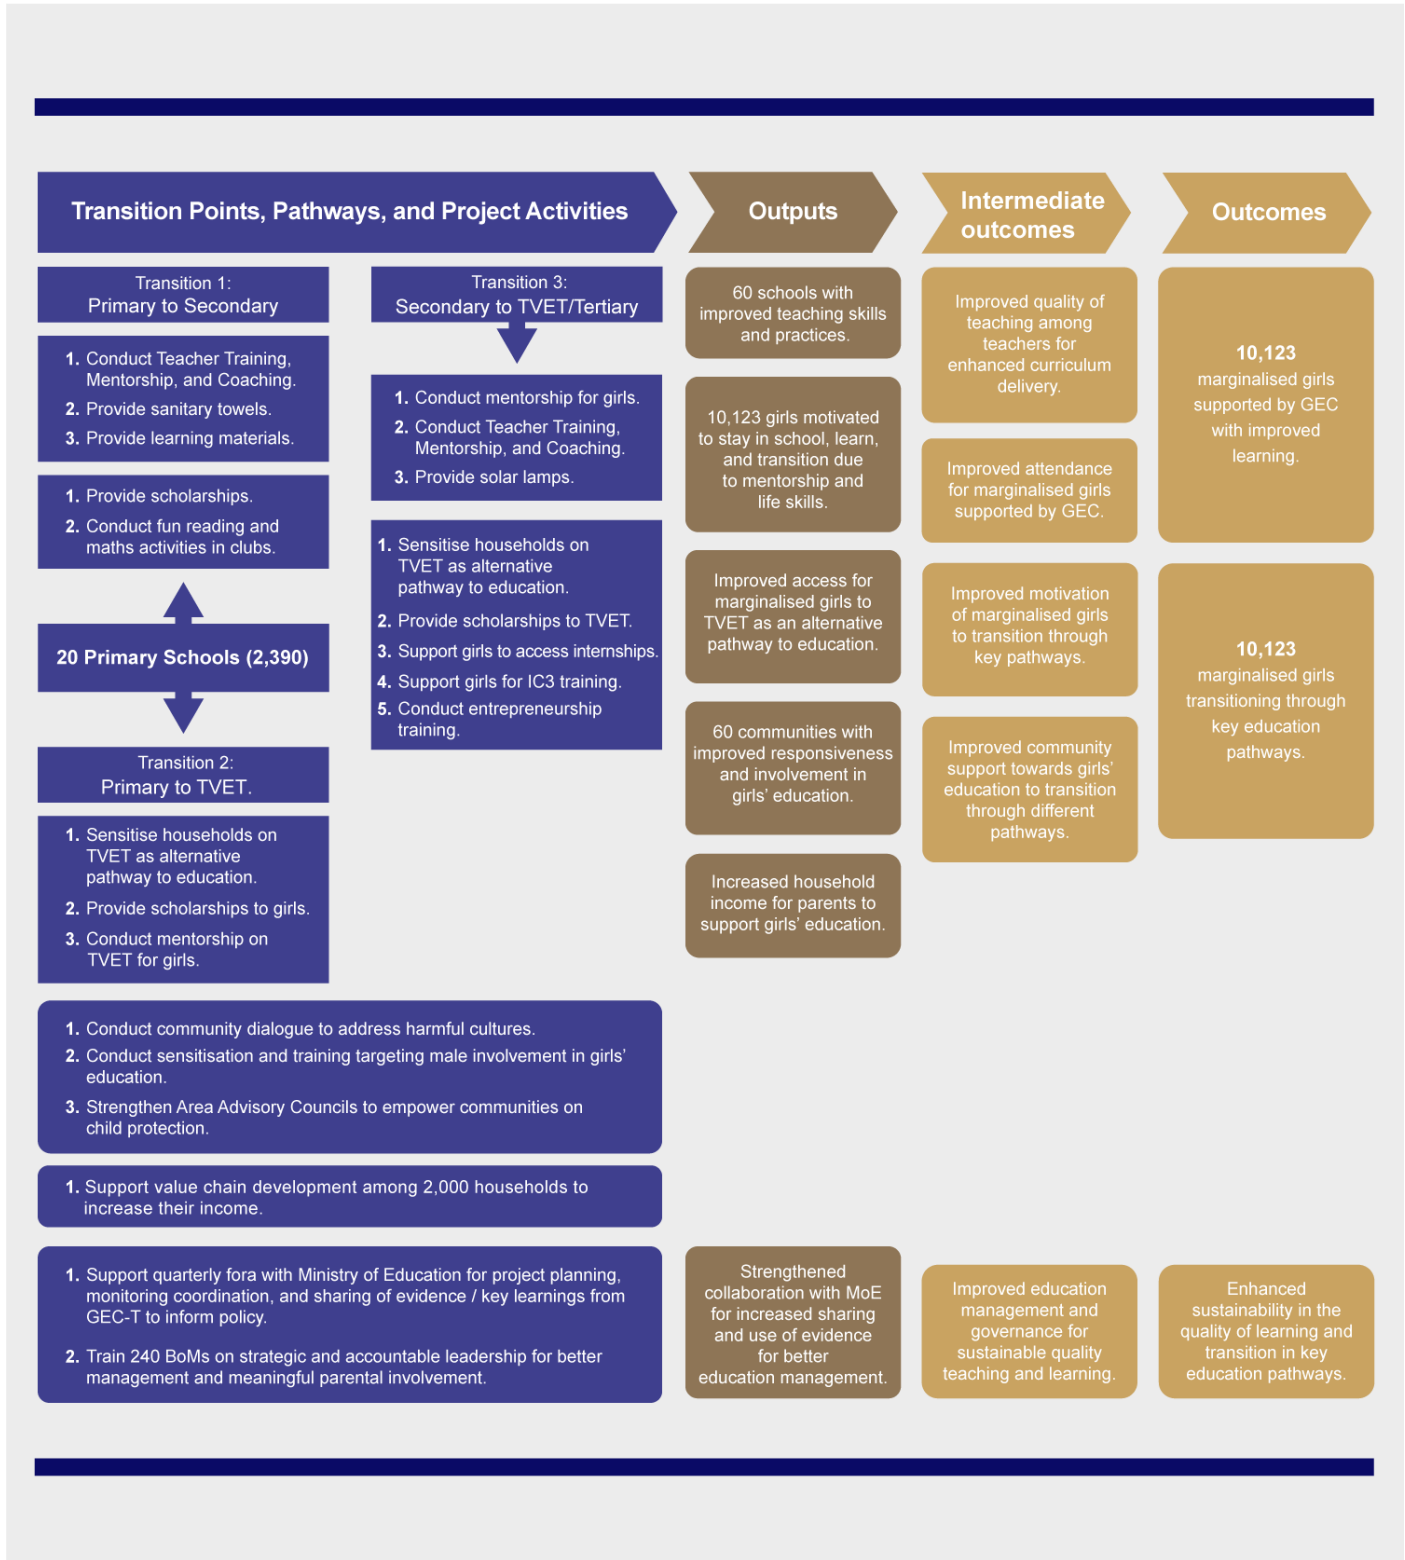 Transition Points, Pathways, and Project Activities
Outputs
Intermediate
outcomes
Outcomes
Transition 1:
Primary to Secondary
1. Conduct Teacher Training,
Mentorship, and Coaching.
2. Provide sanitary towels.
3. Provide learning materials.
1. Provide scholarships.
2. Conduct fun reading and
maths activities in clubs.
20 Primary Schools (2,390)
Transition 2:
Primary to TVET.
1. Sensitise households on
TVET as alternative
pathway to education.
2. Provide scholarships to girls.
3. Conduct mentorship on
TVET for girls.
Transition 3:
Secondary to TVET/Tertiary
1. Conduct mentorship for girls.
2. Conduct Teacher Training,
Mentorship, and Coaching.
3. Provide solar lamps.
1. Sensitise households on
TVET as alternative
pathway to education.
2. Provide scholarships to TVET.
3. Support girls to access internships.
4. Support girls for IC3 training.
5. Conduct entrepreneurship
training.
1. Conduct community dialogue to address harmful cultures.
2. Conduct sensitisation and training targeting male involvement in girls’
education.
3. Strengthen Area Advisory Councils to empower communities on
child protection.
1. Support value chain development among 2,000 households to
increase their income.
1. Support quarterly fora with Ministry of Education for project planning,
monitoring coordination, and sharing of evidence / key learnings from
GEC-T to inform policy.
2. Train 240 BoMs on strategic and accountable leadership for better
management and meaningful parental involvement.
60 schools with
improved teaching skills
and practices.
10,123 girls motivated
to stay in school, learn,
and transition due
to mentorship and
life skills.
Improved access for
marginalised girls to
TVET as an alternative
pathway to education.
60 communities with
improved responsiveness
and involvement in
girls’ education.
Increased household
income for parents to
support girls’ education.
Strengthened
collaboration with MoE
for increased sharing
and use of evidence
for better
education management.
Improved quality of
teaching among
teachers for
enhanced curriculum
delivery.
Improved attendance
for marginalised girls
supported by GEC.
Improved motivation
of marginalised girls
to transition through
key pathways.
Improved community
support towards girls’
education to transition
through different
pathways.
Improved education
management and
governance for
sustainable quality
teaching and learning.
10,123
marginalised girls
supported by GEC
with improved
learning.
10,123
marginalised girls
transitioning through
key education
pathways.
Enhanced
sustainability in the
quality of learning and
transition in key
education pathways.